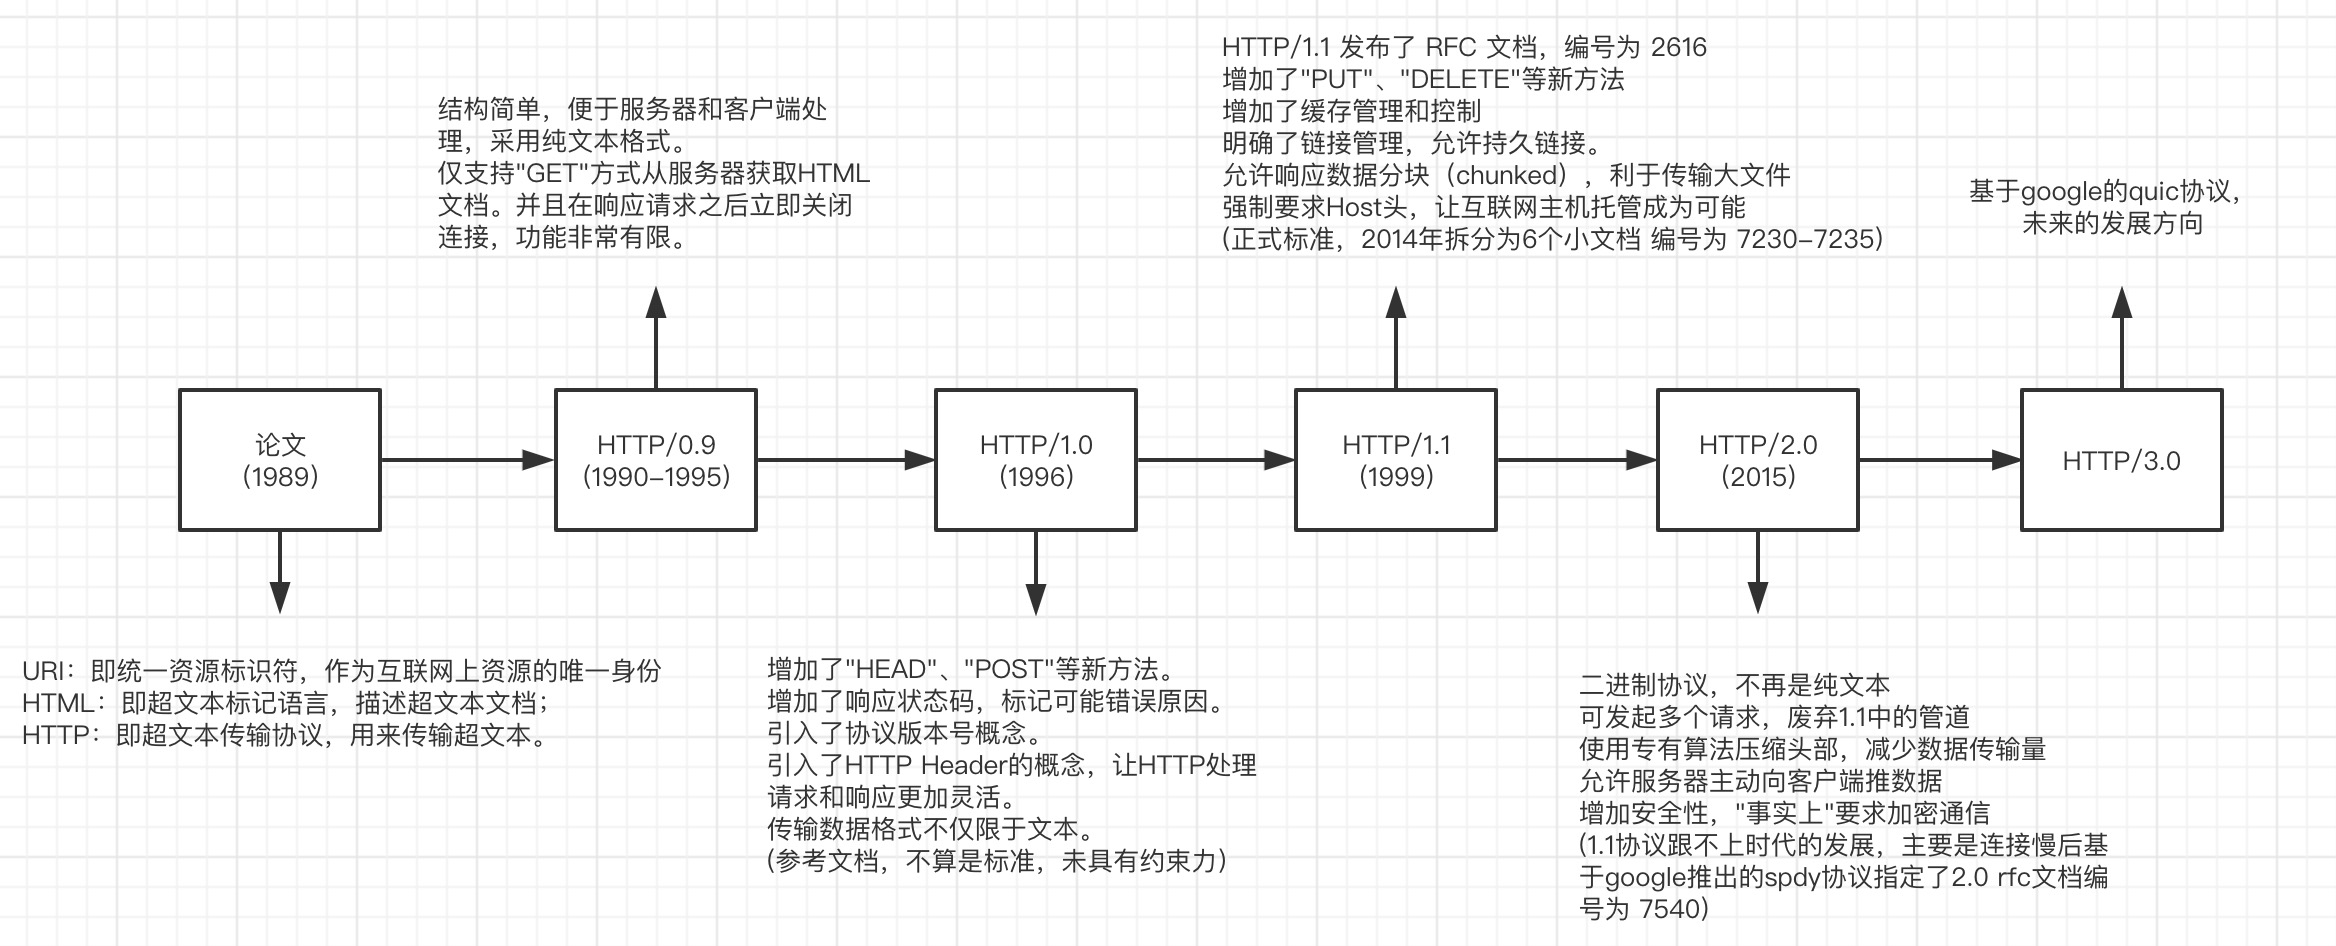 HTTP/1.1 发布了 RFC 文档，编号为 2616
增加了"PUT"、"DELETE"等新方法
增加了缓存管理和控制
明确了链接管理，允许持久链接。
允许响应数据分块（chunked），利于传输大文件
强制要求Host头，让互联网主机托管成为可能
(正式标准，2014年拆分为6个小文档 编号为 7230-7235)
结构简单，便于服务器和客户端处
理，采用纯文本格式。
仅支持"GET"方式从服务器获取HTML
文档。并且在响应请求之后立即关闭
连接，功能非常有限。
基于google的quic协议，
未来的发展方向
论文
(1989)
HTTP/0.9
(1990-1995)
HTTP/1.0
(1996)
HTTP/1.1
(1999)
HTTP/2.0
(2015)
HTTP/3.0
URI：即统一资源标识符，作为互联网上资源的唯一身份
HTML：即超文本标记语言，描述超文本文档；
HTTP：即超文本传输协议，用来传输超文本。
增加了"HEAD"、"POST"等新方法。
增加了响应状态码，标记可能错误原因。
引入了协议版本号概念。
引入了HTTP Header的概念，让HTTP处理
请求和响应更加灵活。
传输数据格式不仅限于文本。
(参考文档，不算是标准，未具有约束力)
二进制协议，不再是纯文本
可发起多个请求，废弃1.1中的管道
使用专有算法压缩头部，减少数据传输量
允许服务器主动向客户端推数据
增加安全性，"事实上"要求加密通信
(1.1协议跟不上时代的发展，主要是连接慢后基
于google推出的spdy协议指定了2.0 rfc文档编
号为 7540)